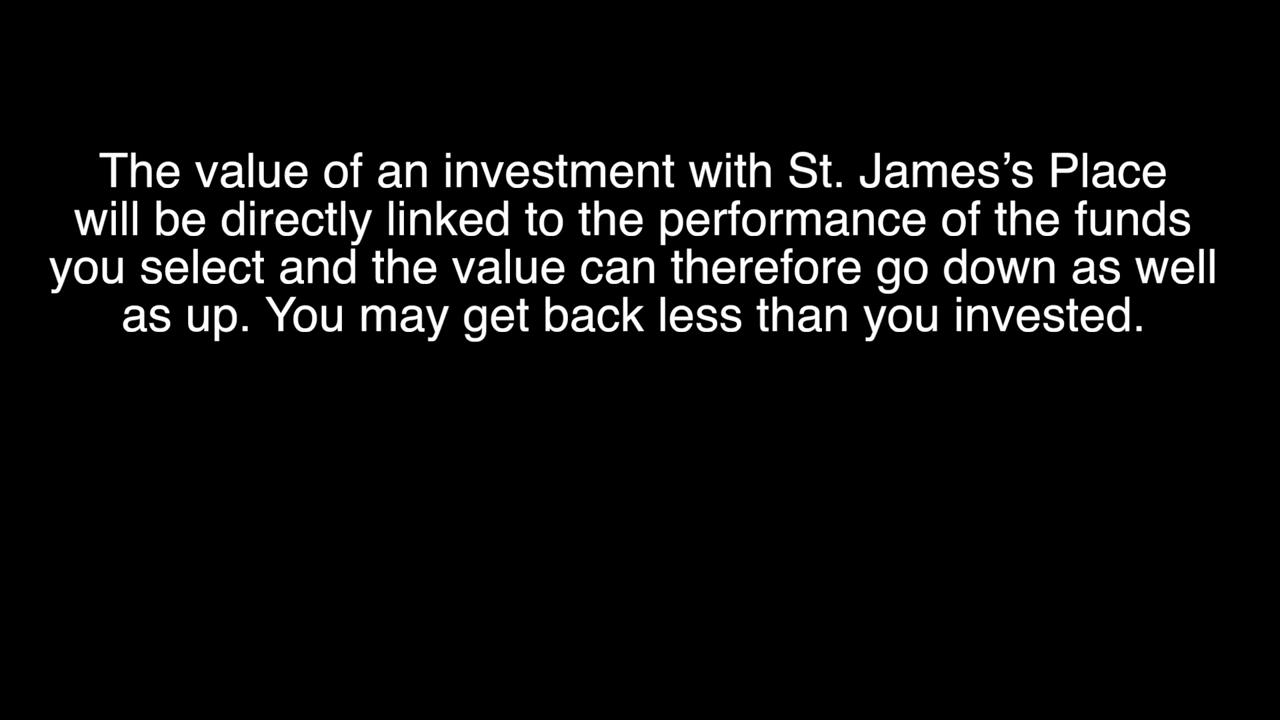 The value of an investment with St. James’s Place
will be directly linked to the performance of the funds
you select and the value can therefore go down as well
as up. You may get back less than you invested.